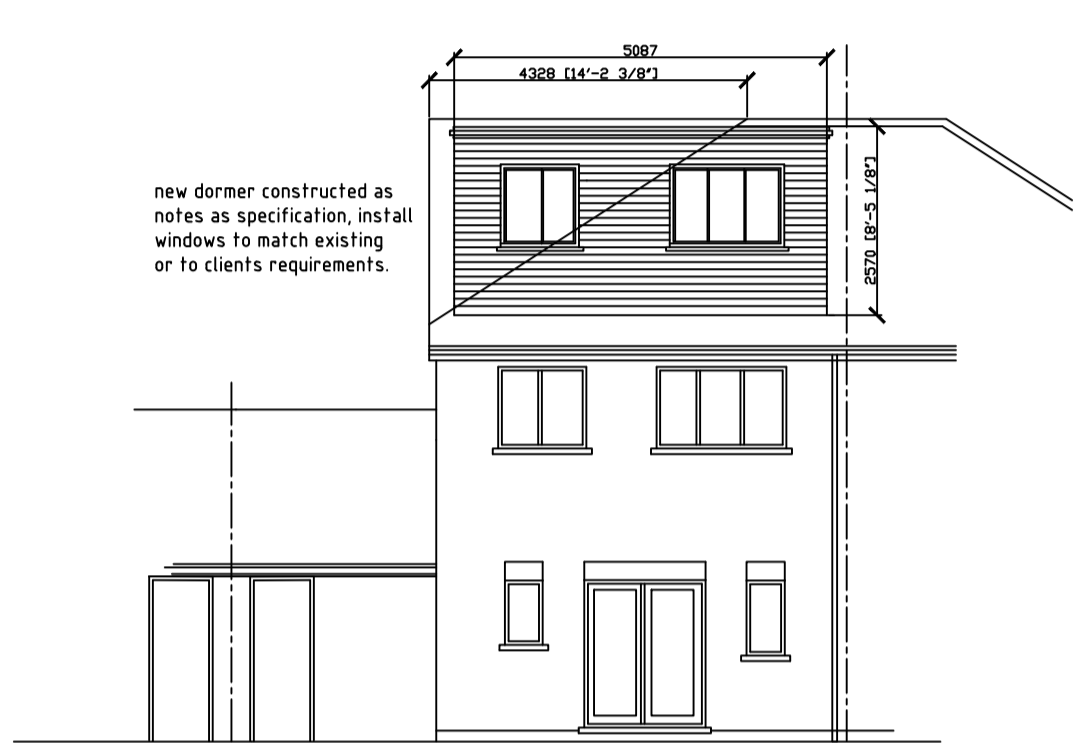 5087
4328 [14'-2 3/8"]
new dormer constructed as
notes as specification, install
windows to match existing
or to clients requirements.
2570 [8'-5 1/8"]